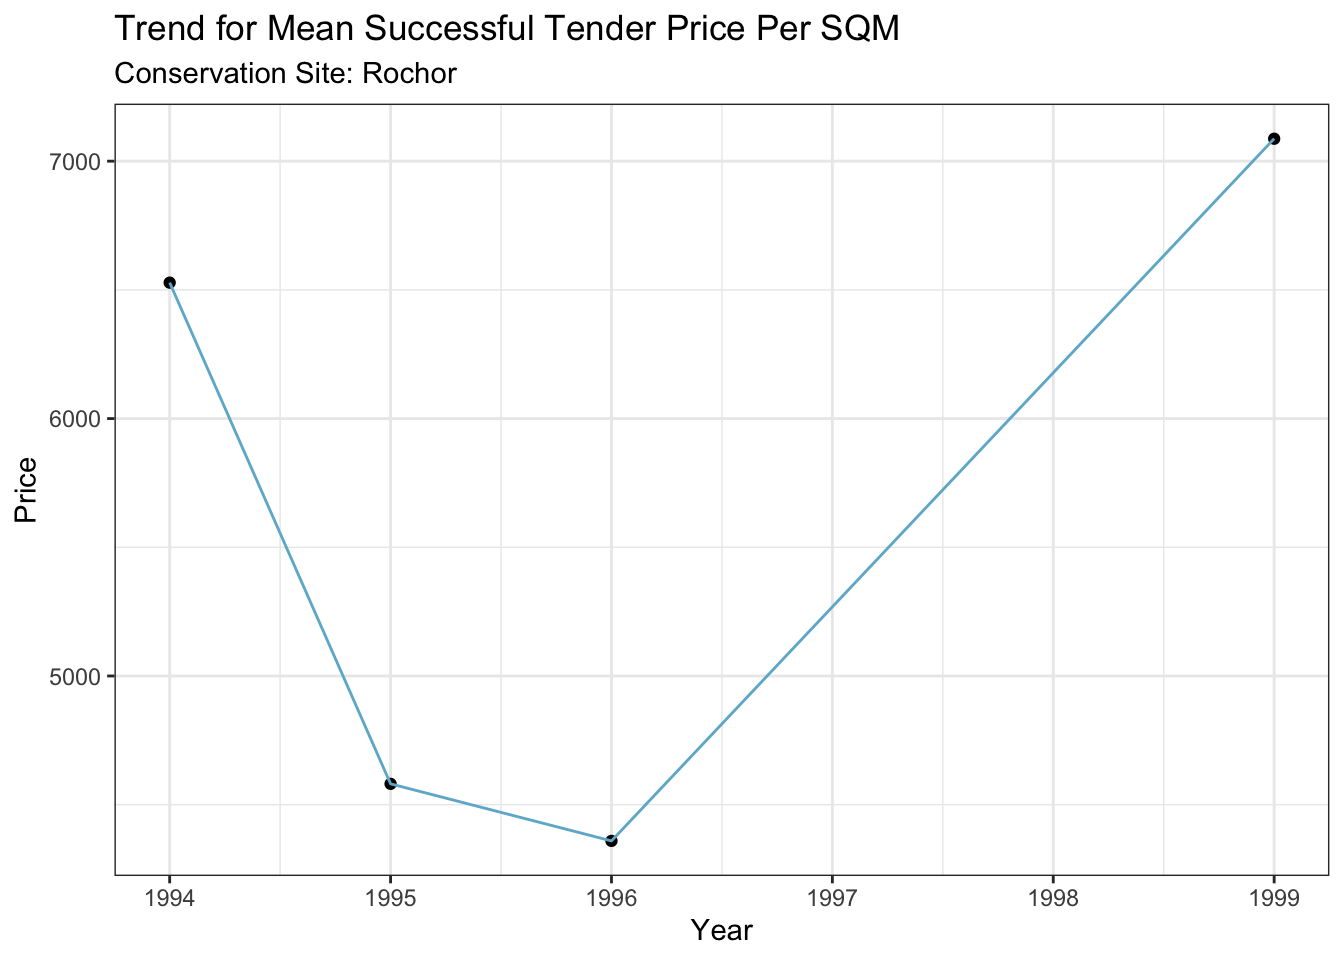 Trend for Mean Successful Tender Price Per SQM
Conservation Site: Rochor
7000
6000
5000
Price
1994 1995 1996 1997 1998 1999
Year